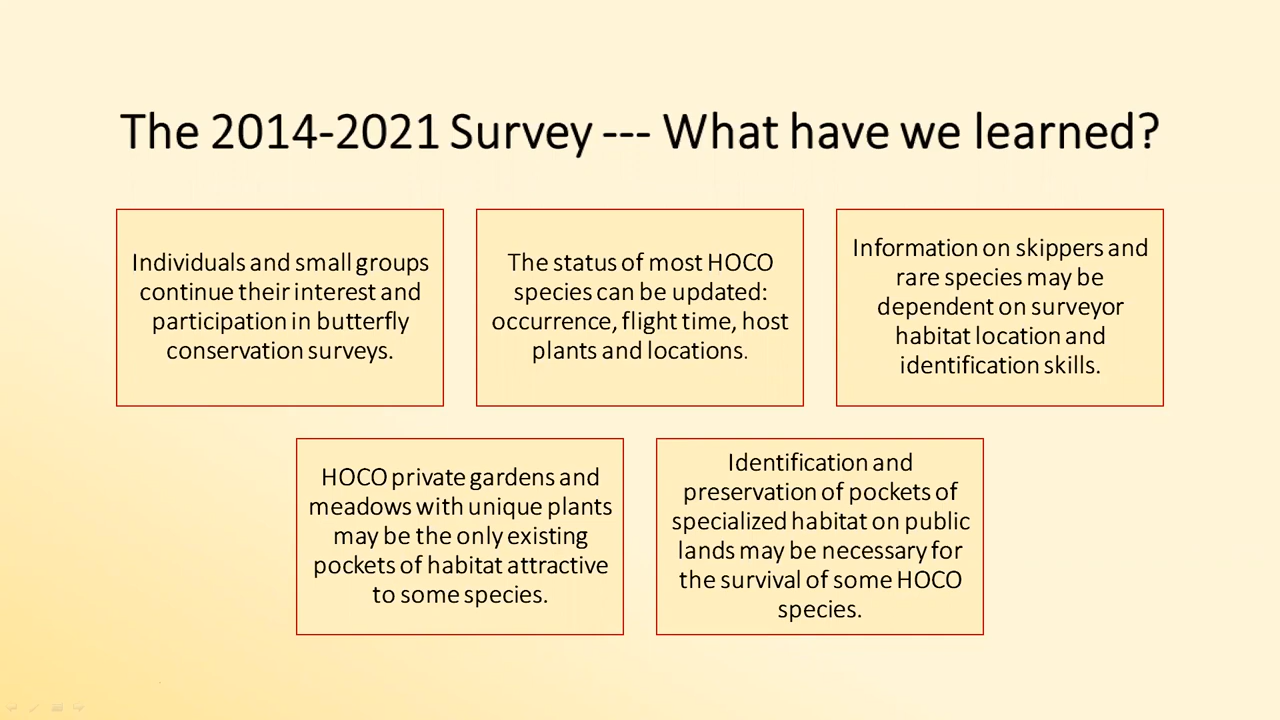 The 2014-2021 Survey --- What have we learned?
Individuals and small groups
continue their interest and
participation in butterfly
conservation surveys.
The status of most HOCO
species can be updated:
occurrence, flight time, host
plants and locations.
Information on skippers and
rare species may be
dependent on surveyor
habitat location and
identification skills.
HOCO private gardens and
meadows with unique plants
may be the only existing
pockets of habitat attractive
to some species.
Identification and
preservation of pockets of
specialized habitat on public
lands may be necessary for
the survival of some HOCO
species.